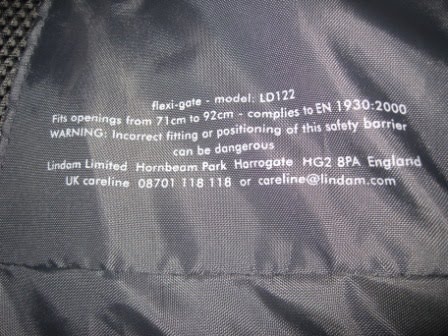 flexi-gate - model: LD122
Fits openings from 71cm to 92cm - complies to EN 1930:2000
WARNING: Incorrect fitting or positioning of this safety barrier
can be dangerous
Lindam Limited Hornbeam Park Harrogate HG2 8PA England
UK careline 08701 118 118 or careline@lindam.com